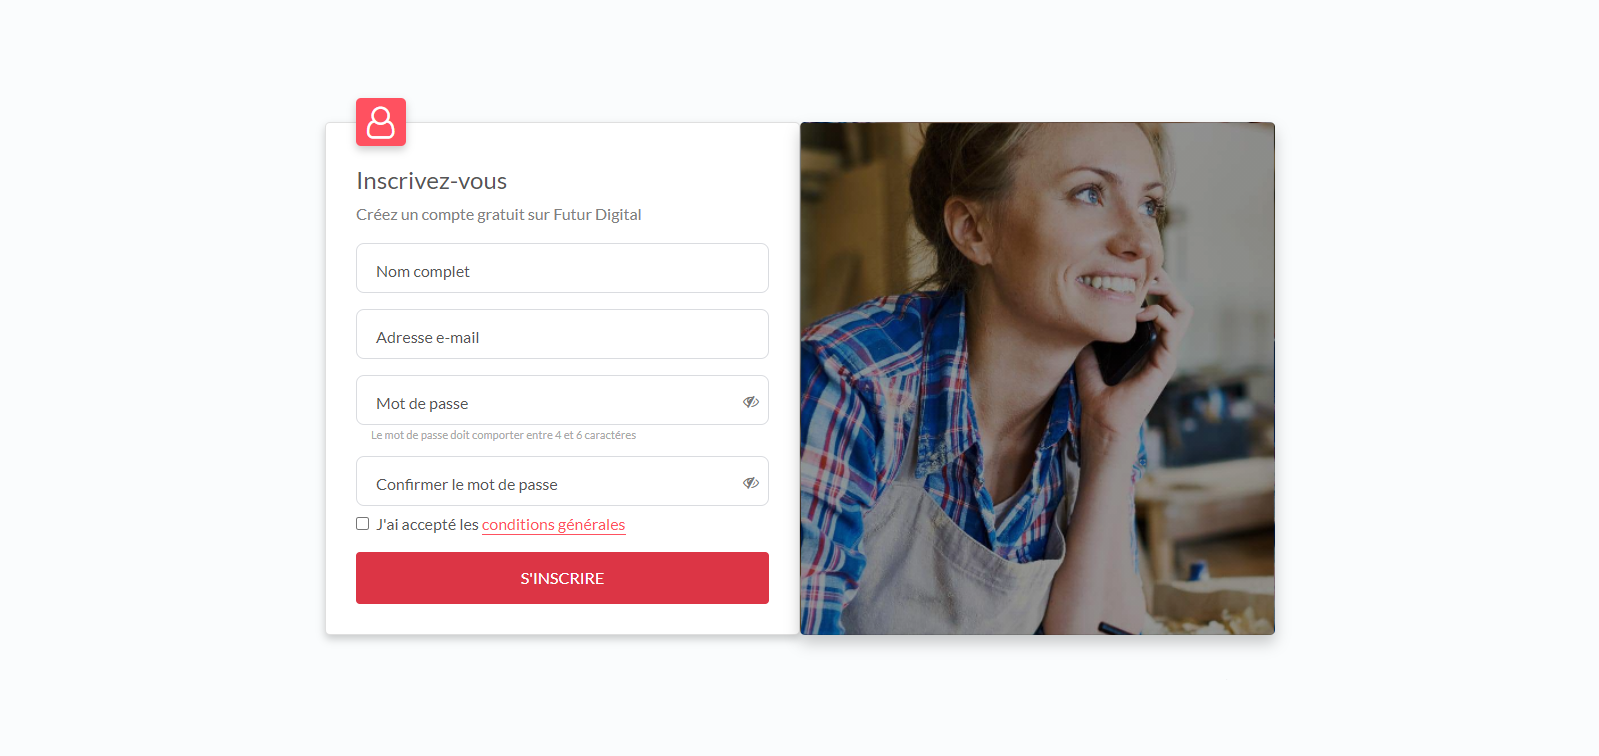 Inscrivez-vous
Créez un compte gratuit sur Futur Digital
Nom complet
Adresse e-mail
Mot de passe
Le mot de passe doit comporter entre 4 et 6 caractéres
Confirmer le mot de passe
J'ai accepté les conditions générales
S'INSCRIRE